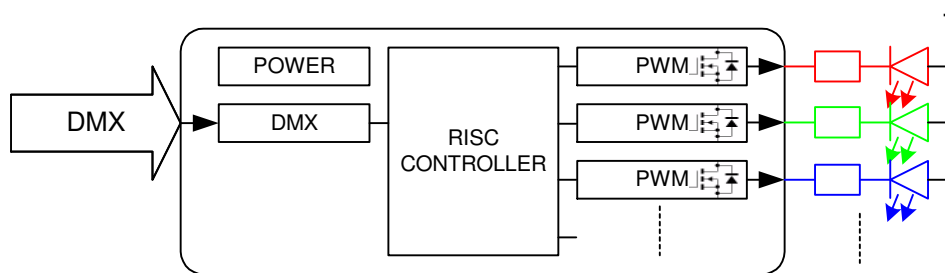 POWER
DMX
DMX
RISC
CONTROLLER
PWM
PWM
PWM